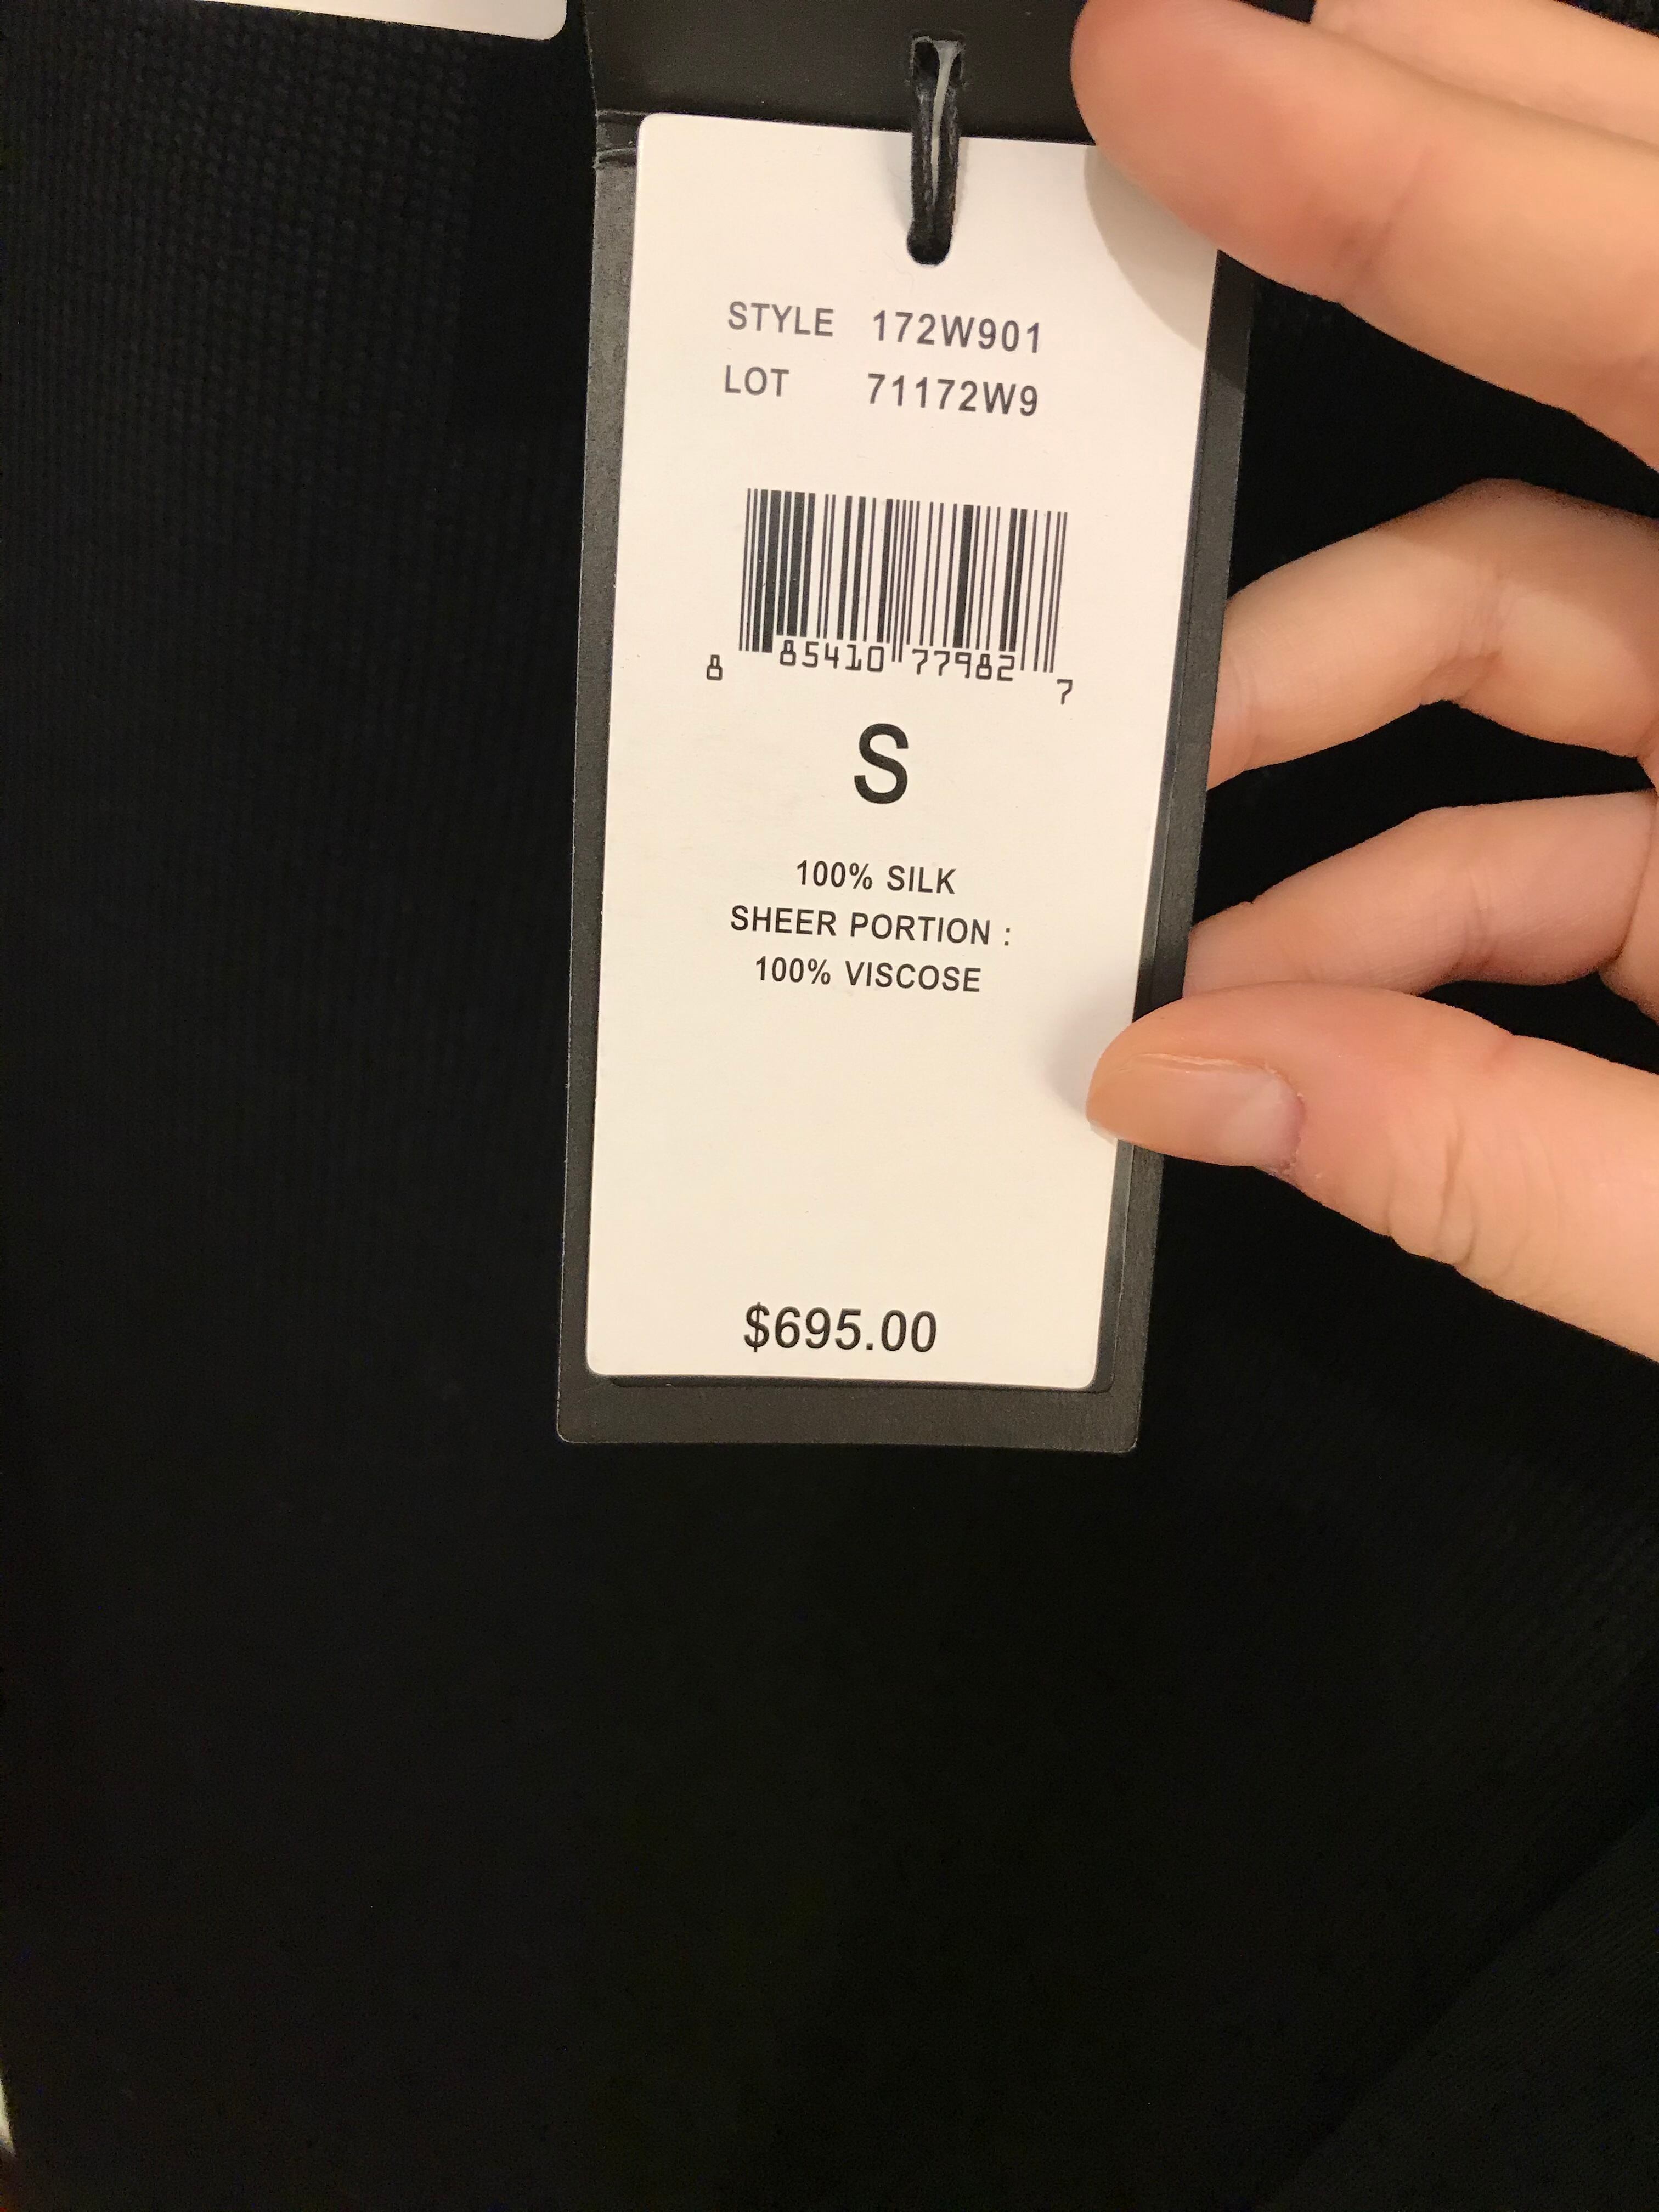 STYLE 172W901
LOT 71172W9
8 85410 77982 7
S
100% SILK
SHEER PORTION :
100% VISCOSE
$695.00